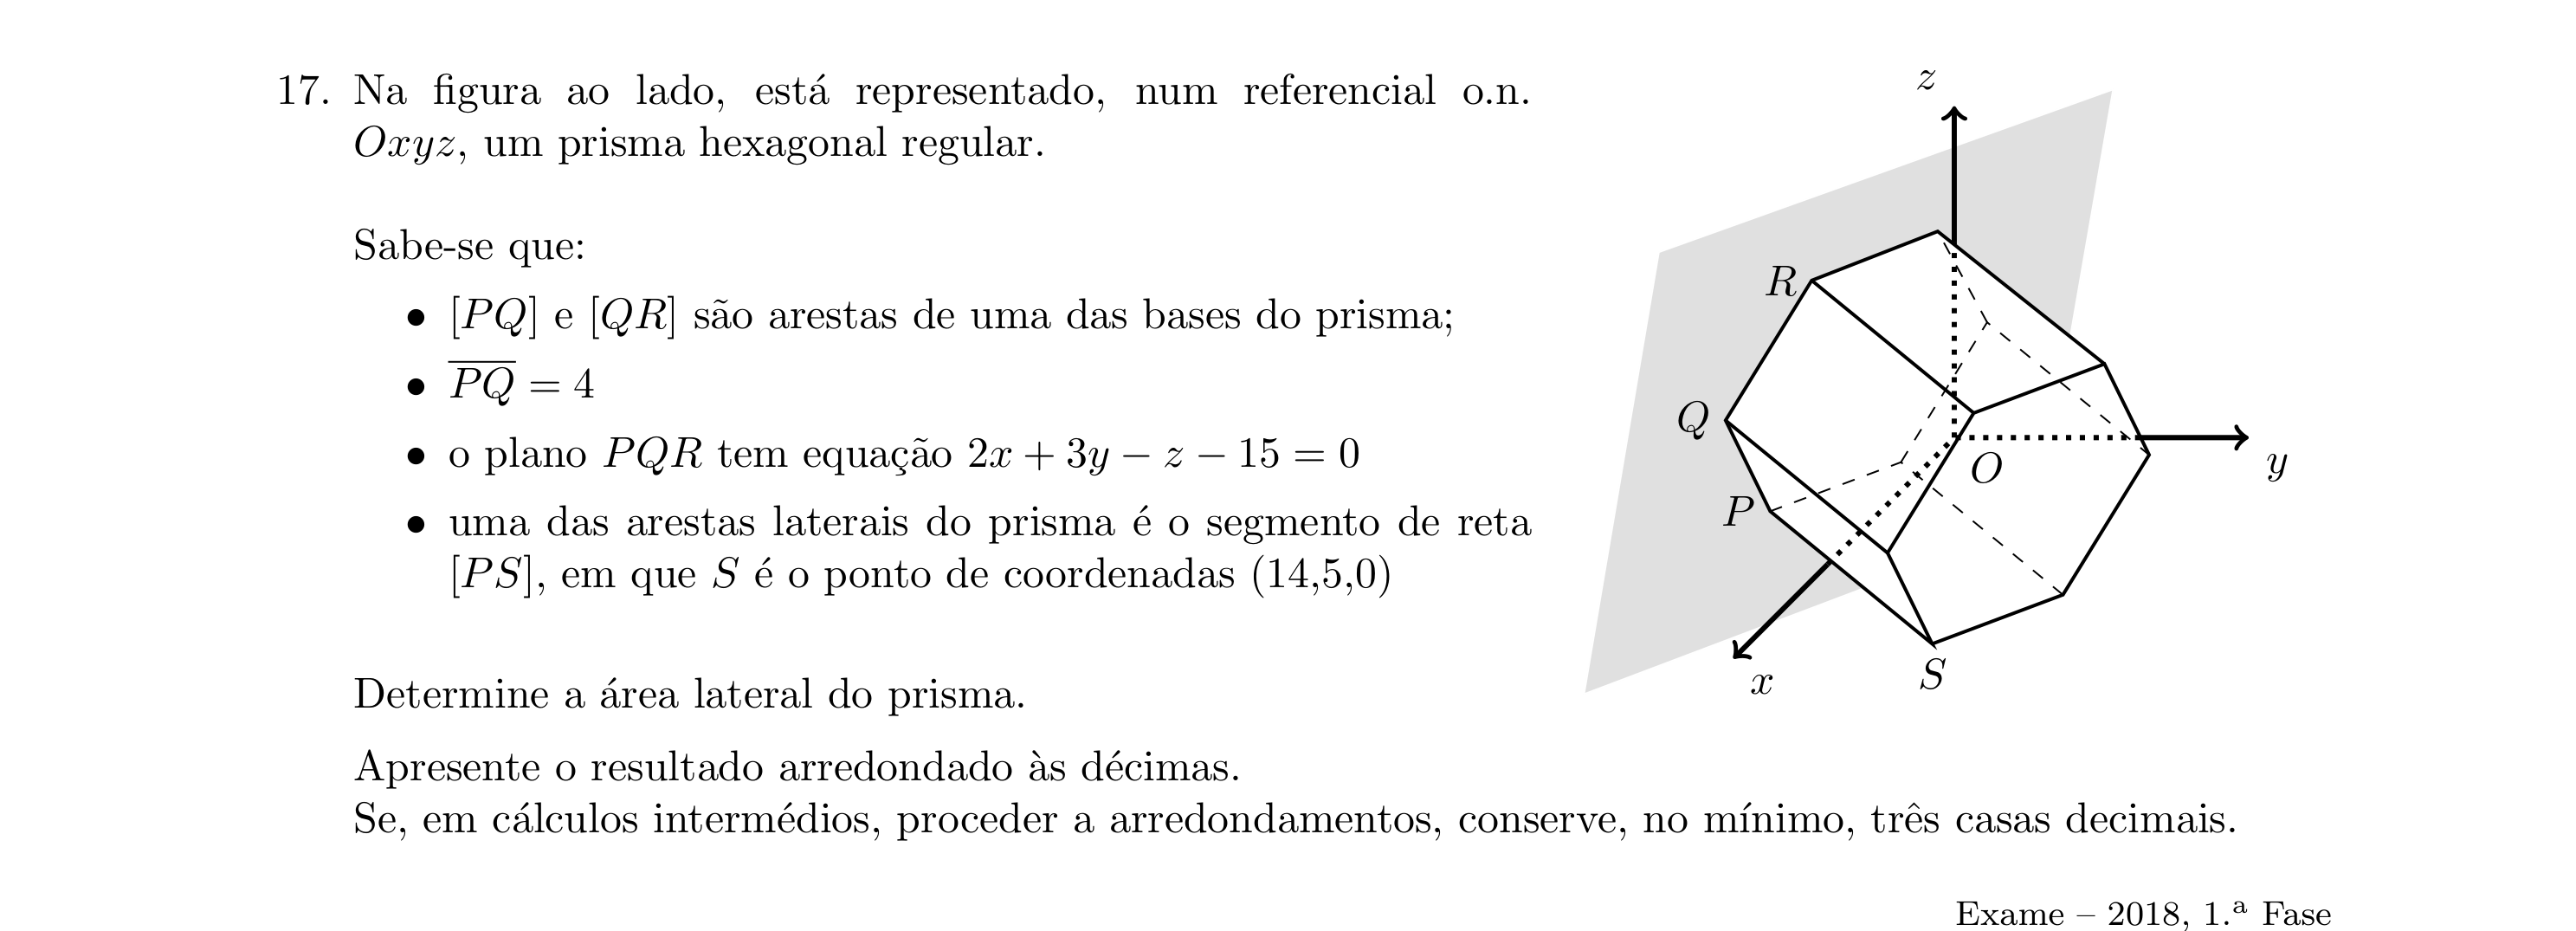 17. Na figura ao lado, está representado, num referencial o.n.
Oxyz, um prisma hexagonal regular.
Sabe-se que:
• [PQ] e [QR] são arestas de uma das bases do prisma;
• \overline{PQ} = 4
• o plano PQR tem equação 2x + 3y − z − 15 = 0
• uma das arestas laterais do prisma é o segmento de reta
[PS], em que S é o ponto de coordenadas (14,5,0)
Determine a área lateral do prisma.
Apresente o resultado arredondado às décimas.
Se, em cálculos intermédios, proceder a arredondamentos, conserve, no mínimo, três casas decimais.
z
R
Q
O
y
P
x
S
Exame – 2018, 1.ª Fase